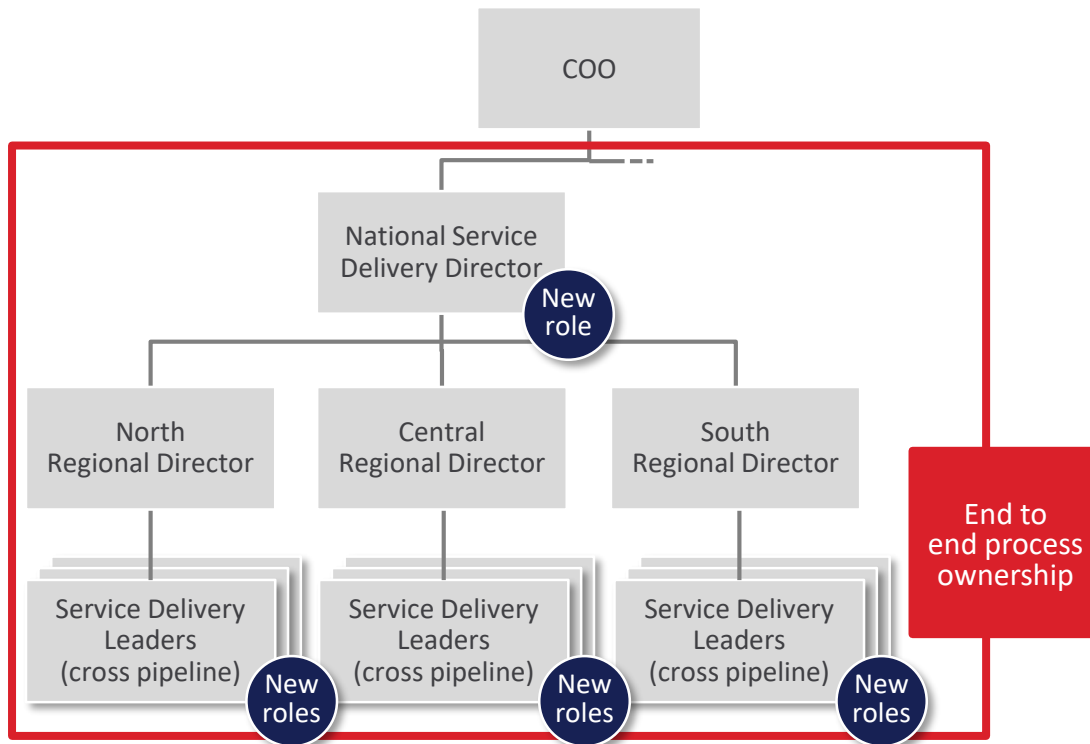 COO
National Service
Delivery Director
New
role
North
Regional Director
Central
Regional Director
South
Regional Director
End to
end process
ownership
Service Delivery
Leaders
(cross pipeline)
New
roles
Service Delivery
Leaders
(cross pipeline)
New
roles
Service Delivery
Leaders
(cross pipeline)
New
roles